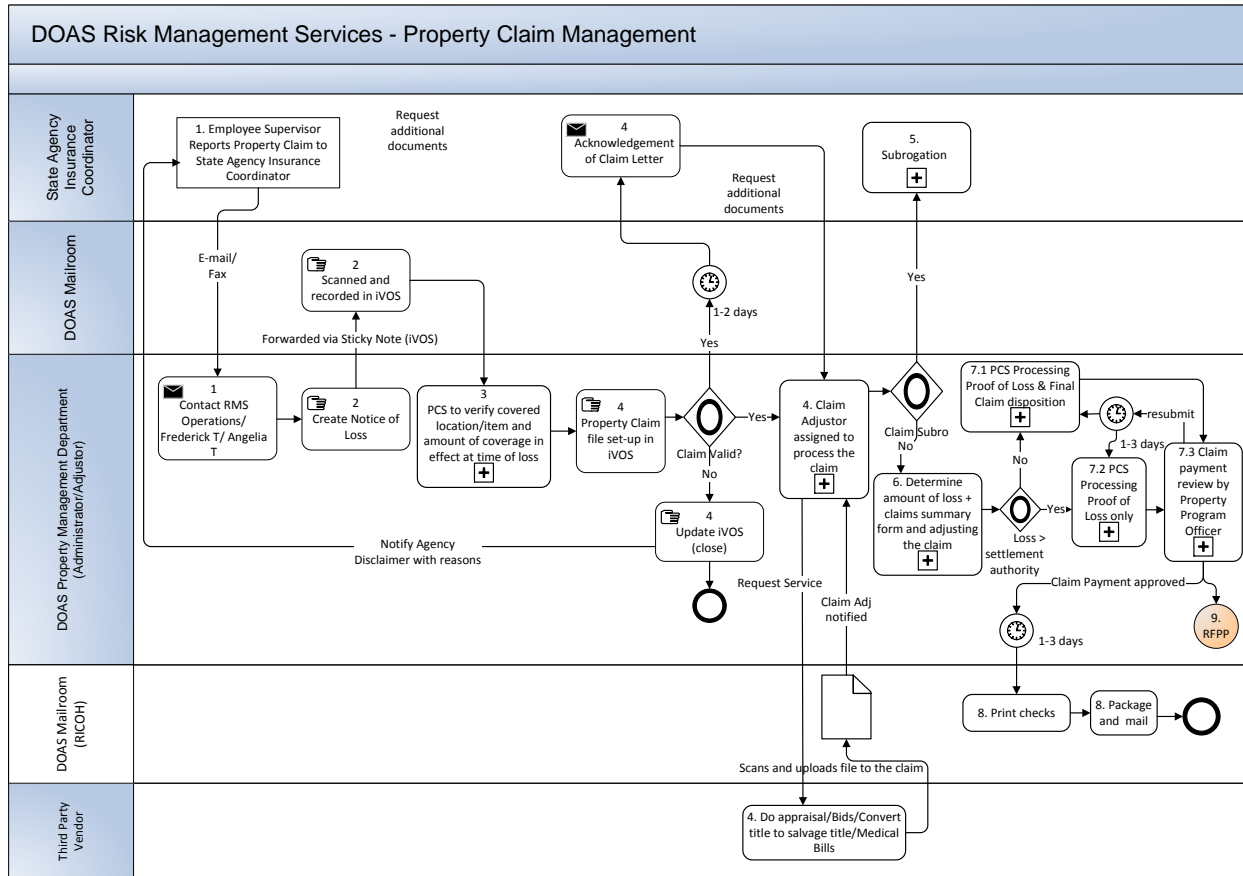 DOAS Risk Management Services - Property Claim Management
State Agency
Insurance
Coordinator
1. Employee Supervisor
Reports Property Claim to
State Agency Insurance
Coordinator
Request
additional
documents
4
Acknowledgement
of Claim Letter
Request
additional
documents
5.
Subrogation
DOAS Mailroom
E-mail/
Fax
2
Scanned and
recorded in iVOS
Forwarded via Sticky Note (iVOS)
1-2 days
Yes
Yes
DOAS Property Management Department
(Administrator/Adjustor)
1
Contact RMS
Operations/
Frederick T/ Angelia
T
2
Create Notice of
Loss
3
PCS to verify covered
location/item and
amount of coverage in
effect at time of loss
4
Property Claim
file set-up in
iVOS
Claim Valid?
Yes
No
4
Update iVOS
(close)
Notify Agency
Disclaimer with reasons
4. Claim
Adjustor
assigned to
process the
claim
Claim Subro
No
6. Determine
amount of loss +
claims summary
form and adjusting
the claim
Loss >
settlement
authority
No
Yes
7.1 PCS Processing
Proof of Loss & Final
Claim disposition
resubmit
1-3 days
7.2 PCS
Processing
Proof of
Loss only
7.3 Claim
payment
review by
Property
Program
Officer
Request Service
Claim Adj
notified
Claim Payment approved
1-3 days
9.
RFPP
DOAS Mailroom
(RICOH)
8. Print checks
8. Package
and mail
Scans and uploads file to the claim
Third Party
Vendor
4. Do appraisal/Bids/Convert
title to salvage title/Medical
Bills